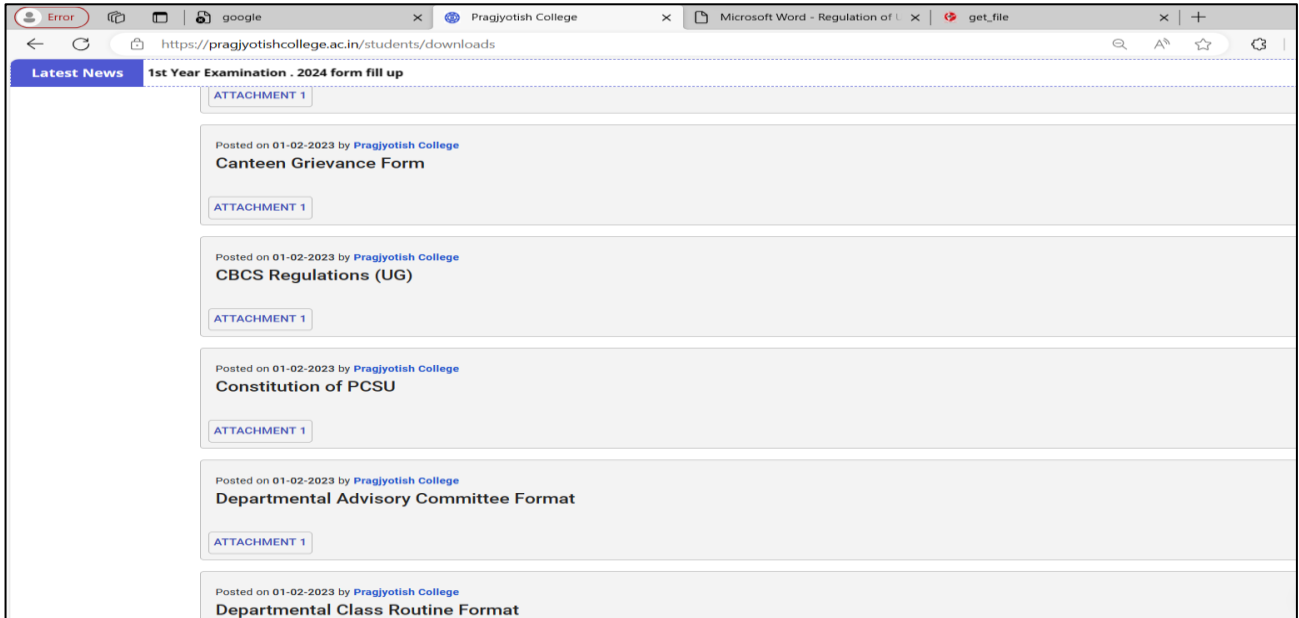 Error
google
Pragjyotish College
Microsoft Word - Regulation of
get_file
https://pragjyotishcollege.ac.in/students/downloads
Latest News
1st Year Examination . 2024 form fill up
ATTACHMENT 1
Posted on 01-02-2023 by Pragjyotish College
Canteen Grievance Form
ATTACHMENT 1
Posted on 01-02-2023 by Pragjyotish College
CBCS Regulations (UG)
ATTACHMENT 1
Posted on 01-02-2023 by Pragjyotish College
Constitution of PCSU
ATTACHMENT 1
Posted on 01-02-2023 by Pragjyotish College
Departmental Advisory Committee Format
ATTACHMENT 1
Posted on 01-02-2023 by Pragjyotish College
Departmental Class Routine Format